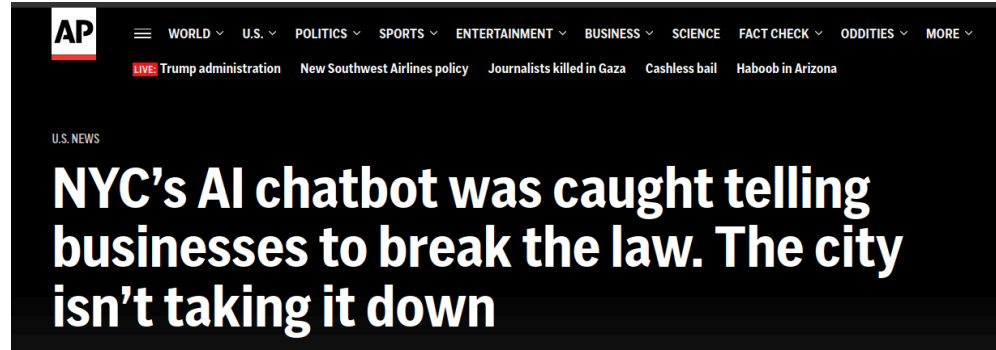 AP
WORLD U.S. POLITICS SPORTS ENTERTAINMENT BUSINESS SCIENCE FACT CHECK ODDITIES MORE
LIVE: Trump administration New Southwest Airlines policy Journalists killed in Gaza Cashless bail Haboob in Arizona
U.S. NEWS
NYC’s AI chatbot was caught telling
businesses to break the law. The city
isn’t taking it down